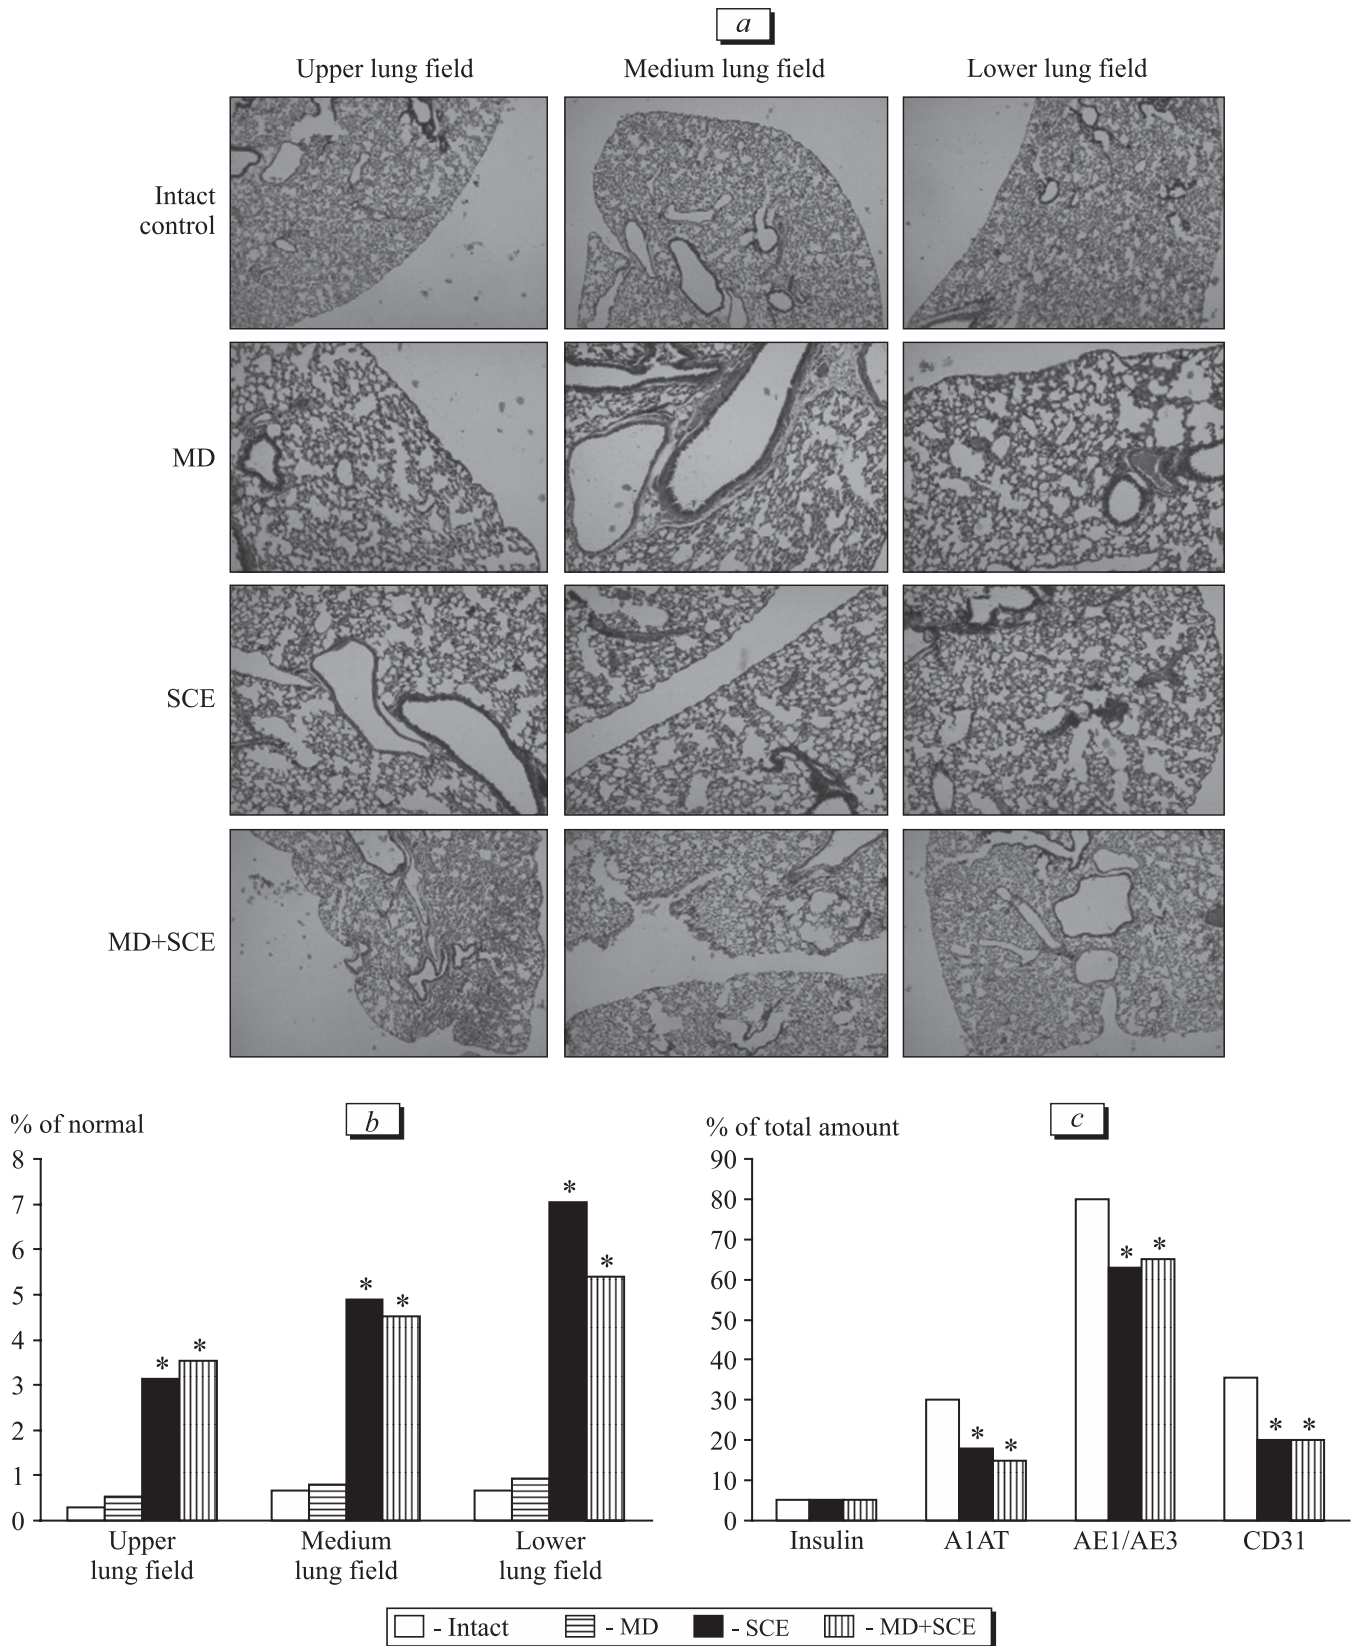 a
Upper lung field
Medium lung field
Lower lung field
Intact
control
MD
SCE
MD+SCE
% of normal
b
8
7
6
5
4
3
2
1
0
* *
* *
* *
Upper
lung field
Medium
lung field
Lower
lung field
% of total amount
c
90
80
70
60
50
40
30
20
10
0
* *
* *
* *
Insulin
A1AT
AE1/AE3
CD31
- Intact
- MD
- SCE
- MD+SCE